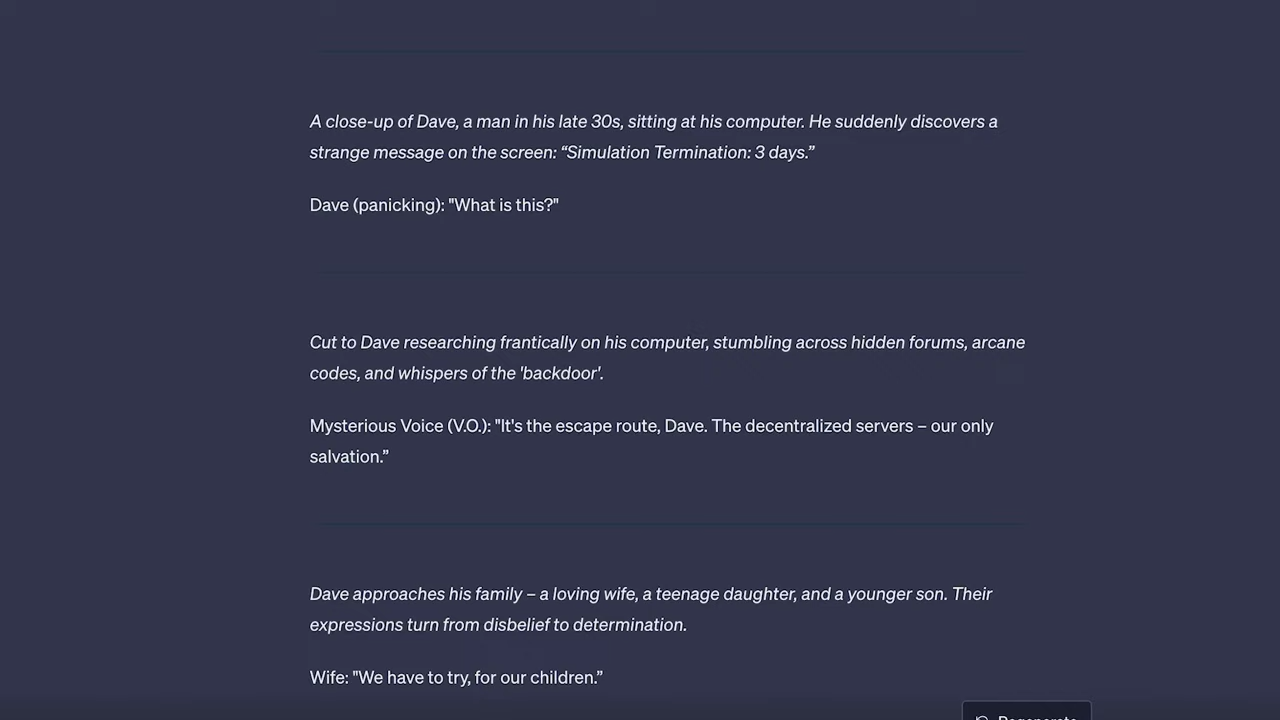 A close-up of Dave, a man in his late 30s, sitting at his computer. He suddenly discovers a
strange message on the screen: “Simulation Termination: 3 days.”
Dave (panicking): "What is this?"
Cut to Dave researching frantically on his computer, stumbling across hidden forums, arcane
codes, and whispers of the 'backdoor'.
Mysterious Voice (V.O.): "It's the escape route, Dave. The decentralized servers – our only
salvation.”
Dave approaches his family – a loving wife, a teenage daughter, and a younger son. Their
expressions turn from disbelief to determination.
Wife: "We have to try, for our children.”
Regenerate